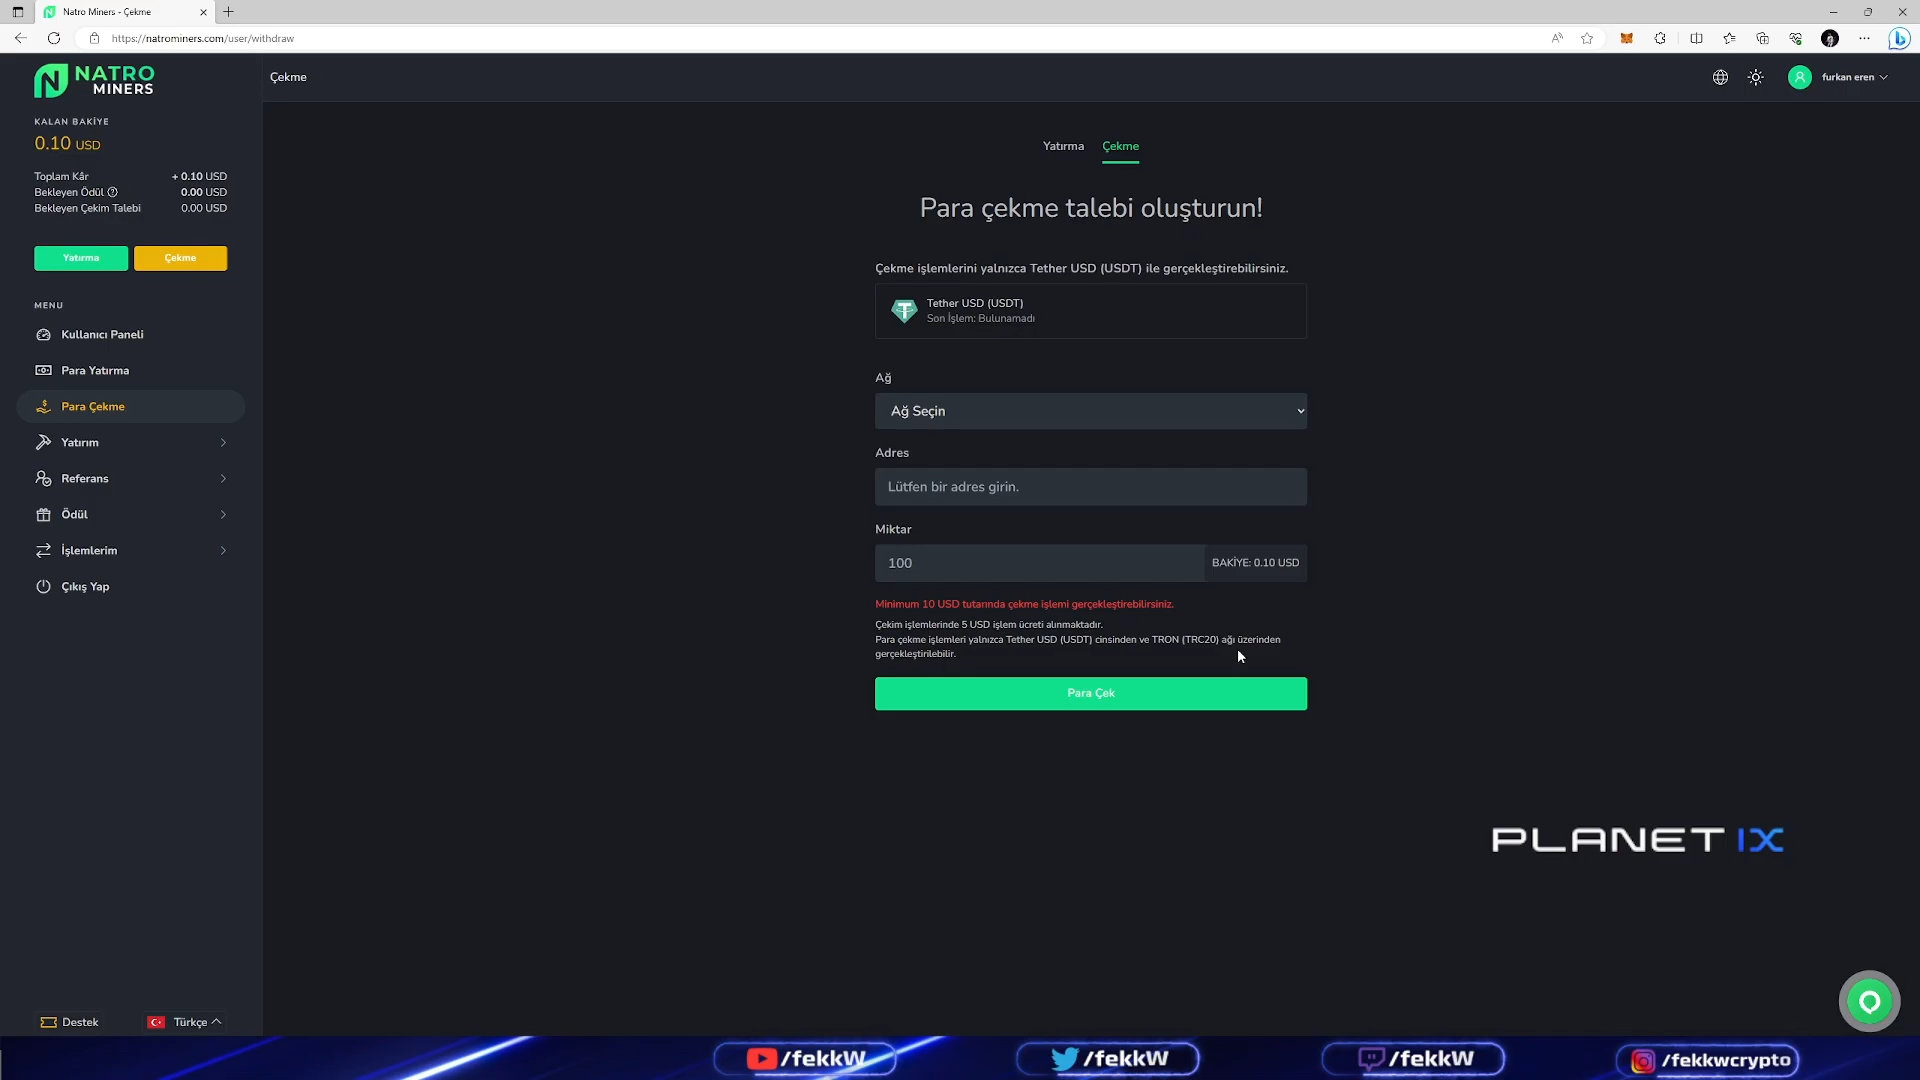 Natro Miners - Çekme
https://natrominers.com/user/withdraw
NATRO
MINERS
Çekme
furkan eren
KALAN BAKİYE
0.10 USD
Toplam Kâr + 0.10 USD
Bekleyen Ödül 0.00 USD
Bekleyen Çekim Talebi 0.00 USD
Yatırma Çekme
MENU
Kullanıcı Paneli
Para Yatırma
Para Çekme
Yatırım
Referans
Ödül
İşlemlerim
Çıkış Yap
Destek
Türkçe
Yatırma Çekme
Para çekme talebi oluşturun!
Çekme işlemlerini yalnızca Tether USD (USDT) ile gerçekleştirebilirsiniz.
Tether USD (USDT)
Son İşlem: Bulunamadı
Ağ
Ağ Seçin
Adres
Lütfen bir adres girin.
Miktar
100
BAKİYE: 0.10 USD
Minimum 10 USD tutarında çekme işlemi gerçekleştirebilirsiniz.
Çekim işlemlerinde 5 USD işlem ücreti alınmaktadır.
Para çekme işlemleri yalnızca Tether USD (USDT) cinsinden ve TRON (TRC20) ağı üzerinden
gerçekleştirilebilir.
Para Çek
PLANET IX
/fekkW
/fekkW
/fekkW
/fekkwcrypto